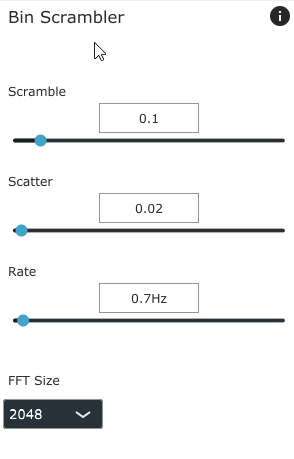 Bin Scrambler
Scramble
0.1
Scatter
0.02
Rate
0.7Hz
FFT Size
2048